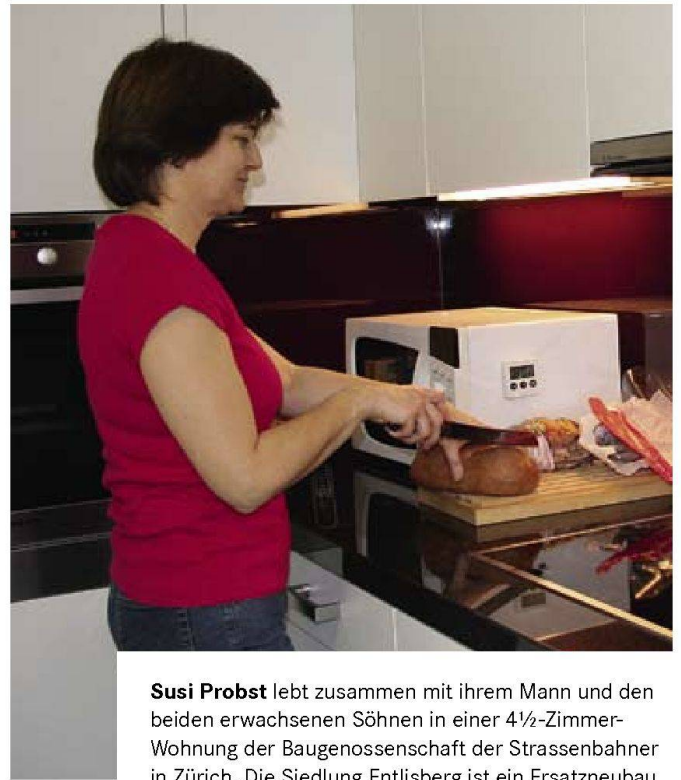 Susi Probst lebt zusammen mit ihrem Mann und den
beiden erwachsenen Söhnen in einer 4½-Zimmer-
Wohnung der Baugenossenschaft der Strassenbahner
in Zürich. Die Siedlung Entlisberg ist ein Ersatzneubau